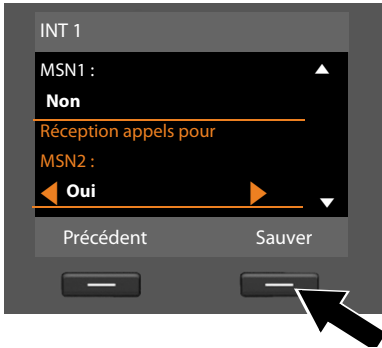 INT 1
MSN1 :
Non
Réception appels pour
MSN2 :
Oui
Précédent Sauver